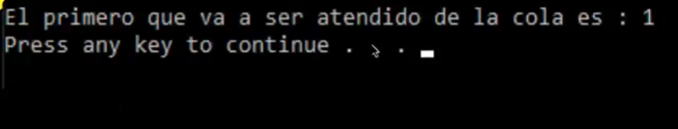 El primero que va a ser atendido de la cola es : 1
Press any key to continue . . .